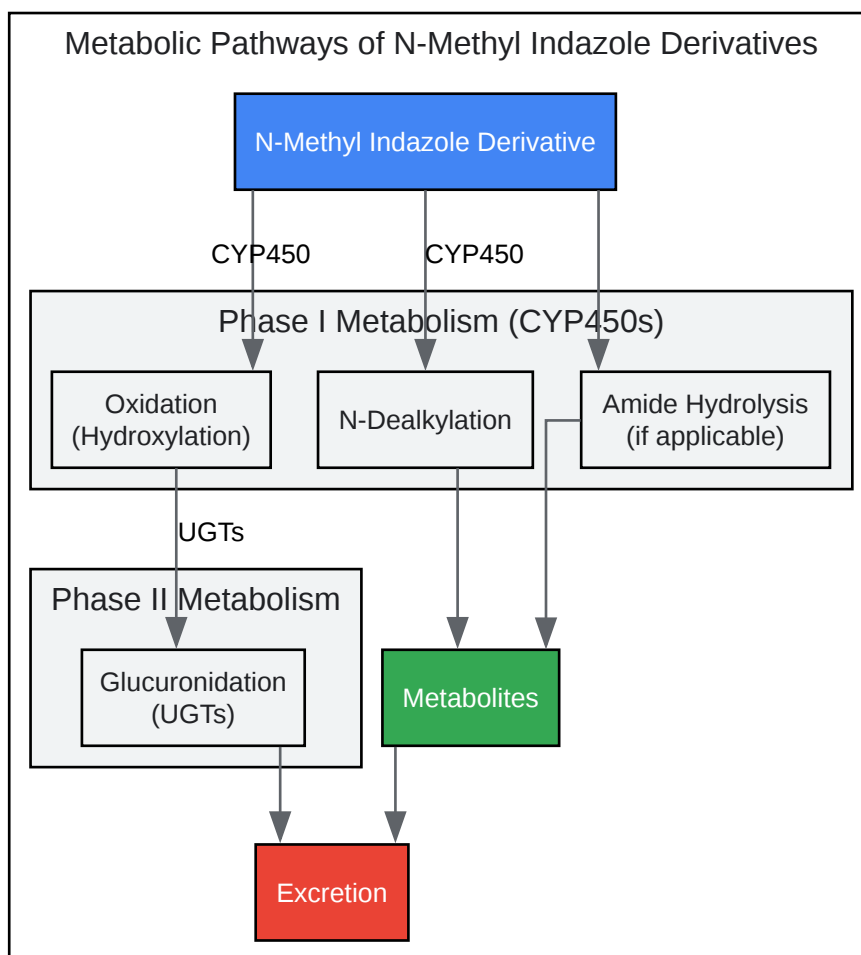 Metabolic Pathways of N-Methyl Indazole Derivatives
N-Methyl Indazole Derivative
CYP450
CYP450
Phase I Metabolism (CYP450s)
Oxidation
(Hydroxylation)
N-Dealkylation
Amide Hydrolysis
(if applicable)
UGTs
Phase II Metabolism
Glucuronidation
(UGTs)
Metabolites
Excretion